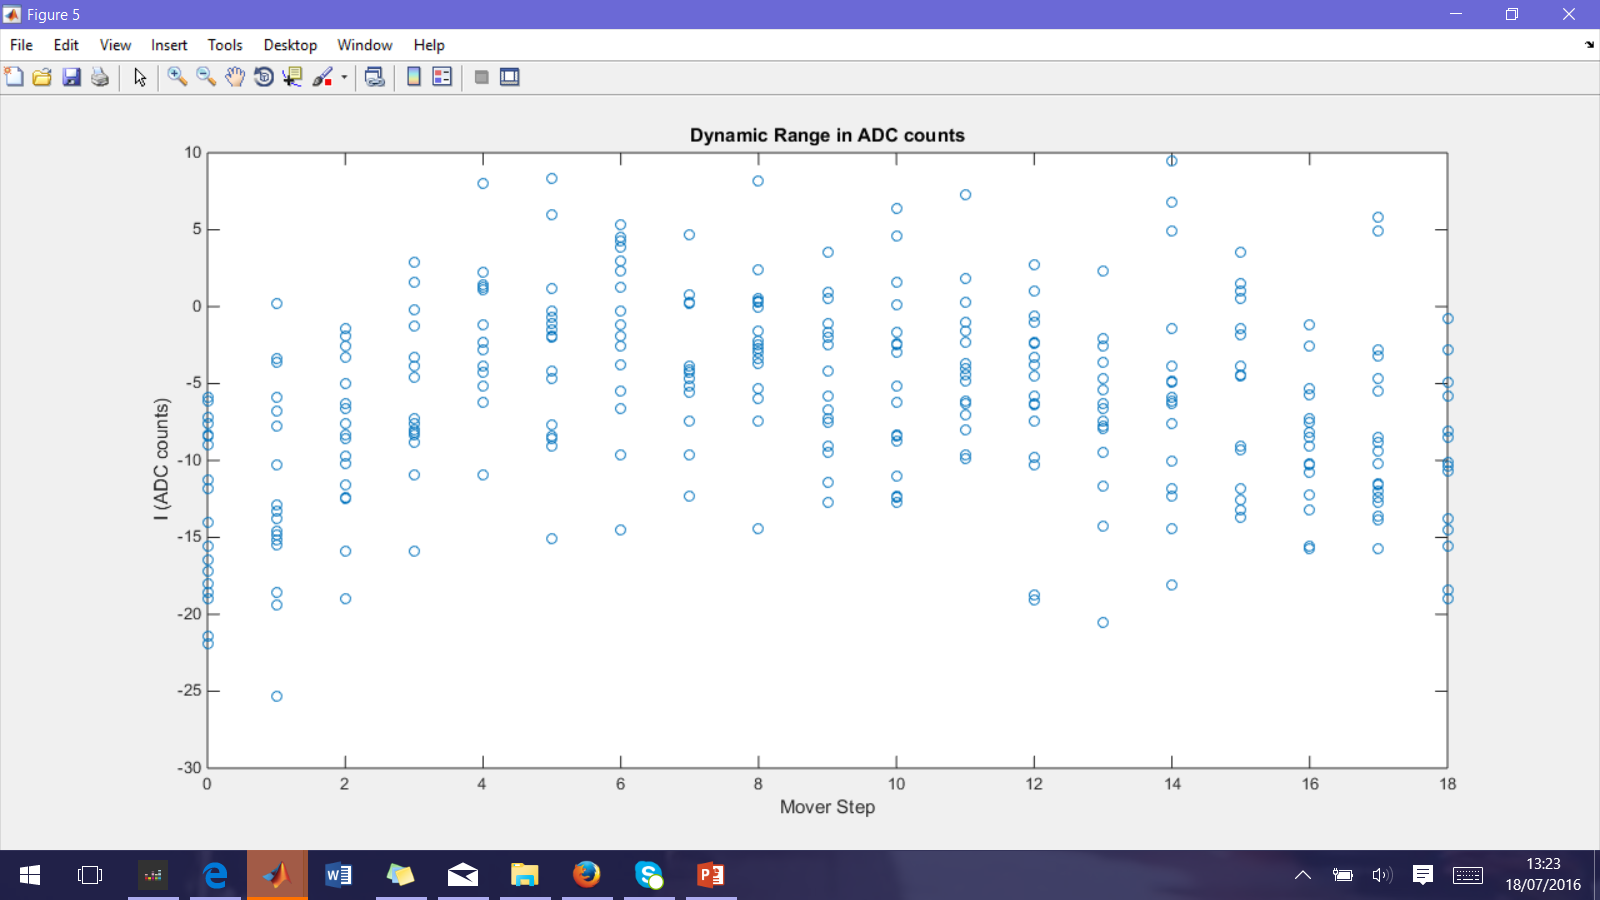 Figure 5
File Edit View Insert Tools Desktop Window Help
Dynamic Range in ADC counts
10
5
0
-5
-10
-15
-20
-25
-30
I (ADC counts)
0 2 4 6 8 10 12 14 16 18
Mover Step
13:23
18/07/2016